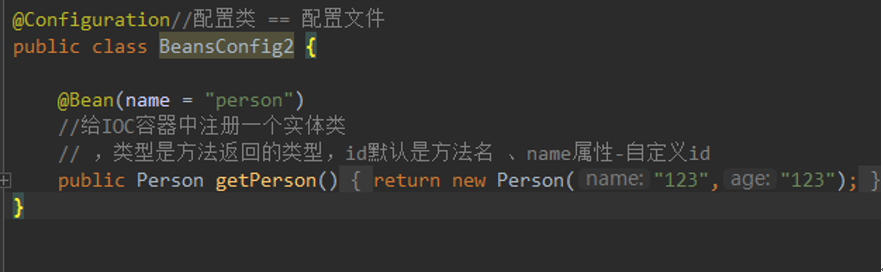 @Configuration//配置类 == 配置文件
public class BeansConfig2 {
@Bean(name = "person")
//给IOC容器中注册一个实体类
// ，类型是方法返回的类型，id默认是方法名 、name属性-自定义id
public Person getPerson() { return new Person( name: "123", age: "123"); }
}